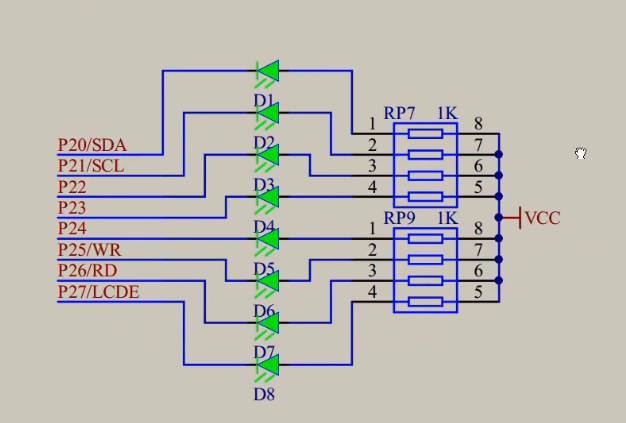 D1
RP7 1K
1 8
P20/SDA D2 2 7
P21/SCL 3 6
P22 D3 4 5
P23 VCC
RP9 1K
P24 D4 1 8
P25/WR 2 7
P26/RD D5 3 6
P27/LCDE 4 5
D6
D7
D8